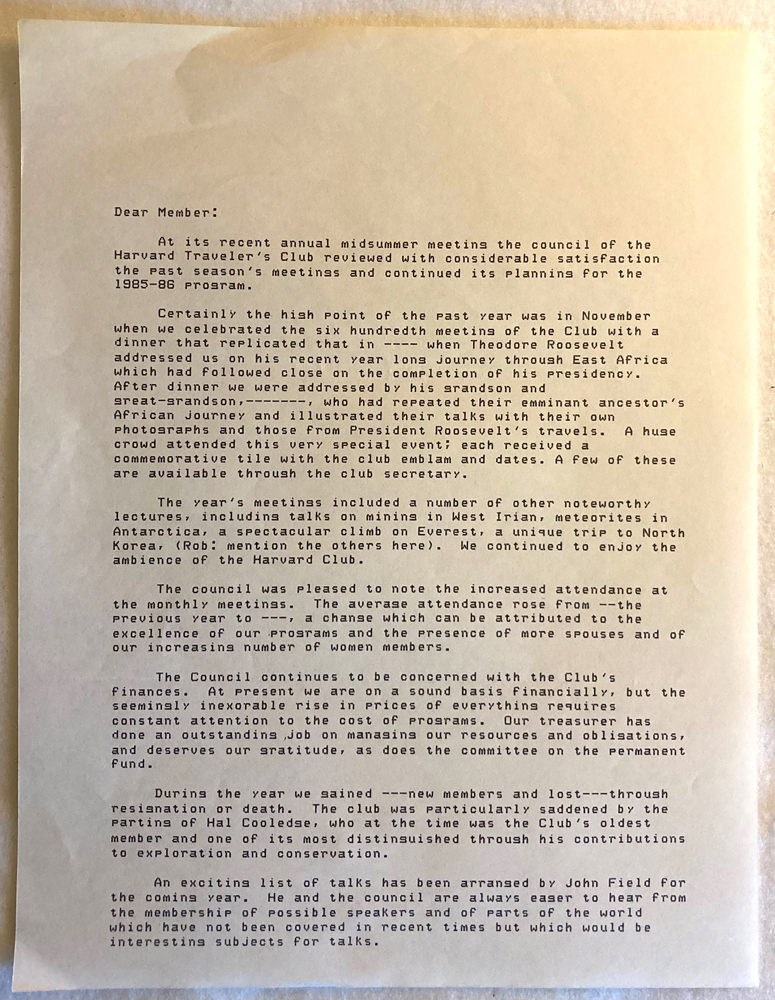 Dear Member:
At its recent annual midsummer meeting the council of the
Harvard Traveler's Club reviewed with considerable satisfaction
the past season's meetings and continued its planning for the
1985-86 program.
Certainly the high point of the past year was in November
when we celebrated the six hundredth meeting of the Club with a
dinner that replicated that in ---- when Theodore Roosevelt
addressed us on his recent year long journey through East Africa
which had followed close on the completion of his presidency.
After dinner we were addressed by his grandson and
great-grandson,-------, who had repeated their emminant ancestor's
African journey and illustrated their talks with their own
photographs and those from President Roosevelt's travels.  A huge
crowd attended this very special event; each received a
commemorative tile with the club emblam and dates. A few of these
are available through the club secretary.
The year's meetings included a number of other noteworthy
lectures, including talks on mining in West Irian, meteorites in
Antarctica, a spectacular climb on Everest, a unique trip to North
Korea, (Rob: mention the others here).  We continued to enjoy the
ambience of the Harvard Club.
The council was pleased to note the increased attendance at
the monthly meetings.  The average attendance rose from --the
previous year to ---, a change which can be attributed to the
excellence of our programs and the presence of more spouses and of
our increasing number of women members.
The Council continues to be concerned with the Club's
finances.  At present we are on a sound basis financially, but the
seemingly inexorable rise in prices of everything requires
constant attention to the cost of programs.  Our treasurer has
done an outstanding job on managing our resources and obligations,
and deserves our gratitude, as does the committee on the permanent
fund.
During the year we gained ---new members and lost---through
resignation or death.  The club was particularly saddened by the
parting of Hal Cooledge, who at the time was the Club's oldest
member and one of its most distinguished through his contributions
to exploration and conservation.
An exciting list of talks has been arranged by John Field for
the coming year.  He and the council are always eager to hear from
the membership of possible speakers and of parts of the world
which have not been covered in recent times but which would be
interesting subjects for talks.